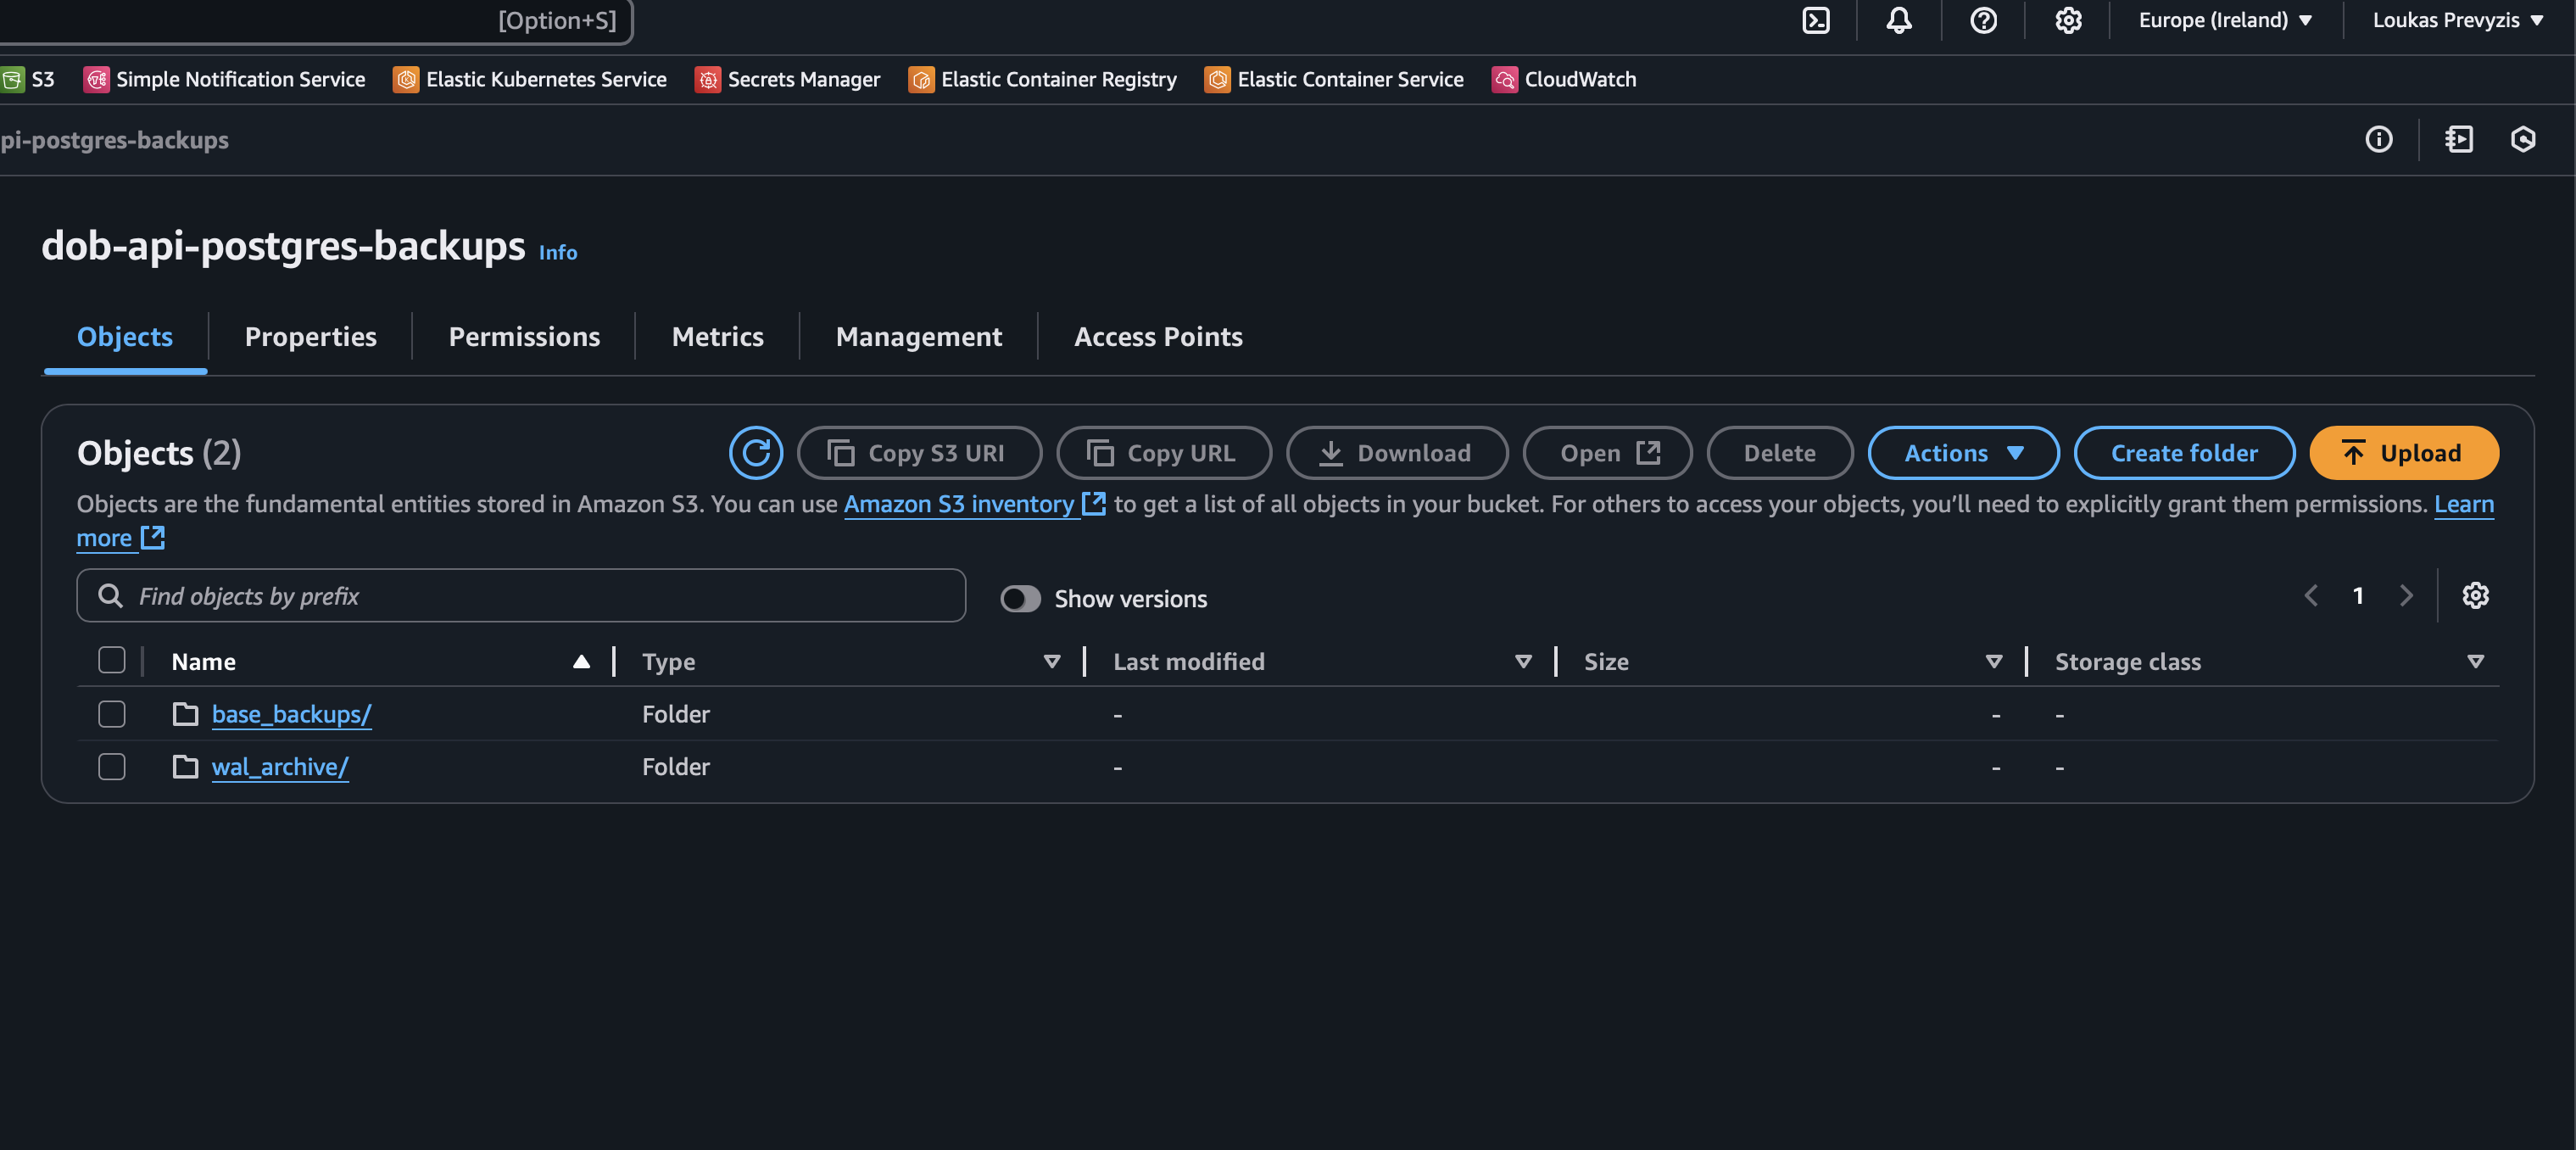 [Option+S]
Europe (Ireland)
Loukas Prevyzis
S3
Simple Notification Service
Elastic Kubernetes Service
Secrets Manager
Elastic Container Registry
Elastic Container Service
CloudWatch
pi-postgres-backups
dob-api-postgres-backups Info
Objects
Properties
Permissions
Metrics
Management
Access Points
Objects (2)
Copy S3 URI
Copy URL
Download
Open
Delete
Actions
Create folder
Upload
Objects are the fundamental entities stored in Amazon S3. You can use Amazon S3 inventory to get a list of all objects in your bucket. For others to access your objects, you’ll need to explicitly grant them permissions. Learn
more
Find objects by prefix
Show versions
1
Name
Type
Last modified
Size
Storage class
base_backups/
Folder
-
-
-
wal_archive/
Folder
-
-
-